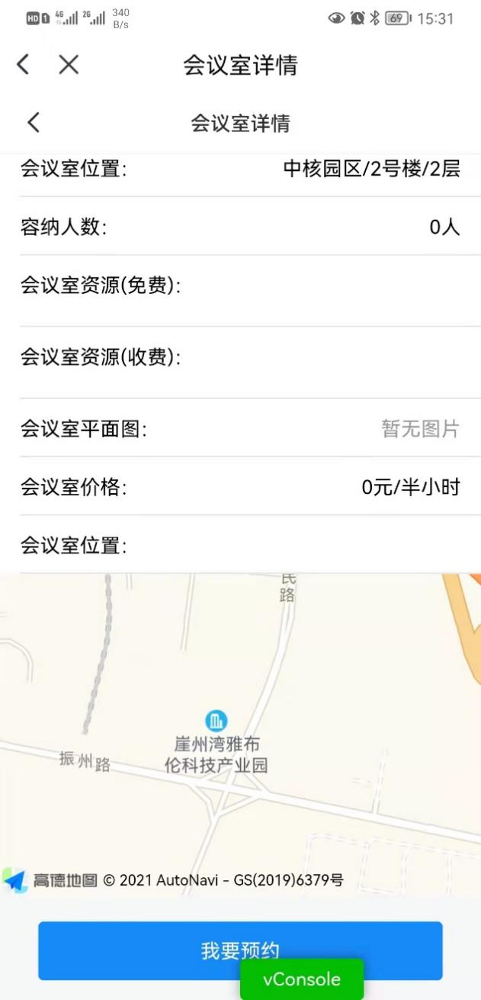 HD 1 4G 2G 340 B/s 69 15:31
会议室详情
会议室详情
会议室位置: 中核园区/2号楼/2层
容纳人数: 0人
会议室资源(免费):
会议室资源(收费):
会议室平面图: 暂无图片
会议室价格: 0元/半小时
会议室位置:
民
路
崖州湾雅布
伦科技产业园
振州路
高德地图 © 2021 AutoNavi - GS(2019)6379号
我要预约
vConsole